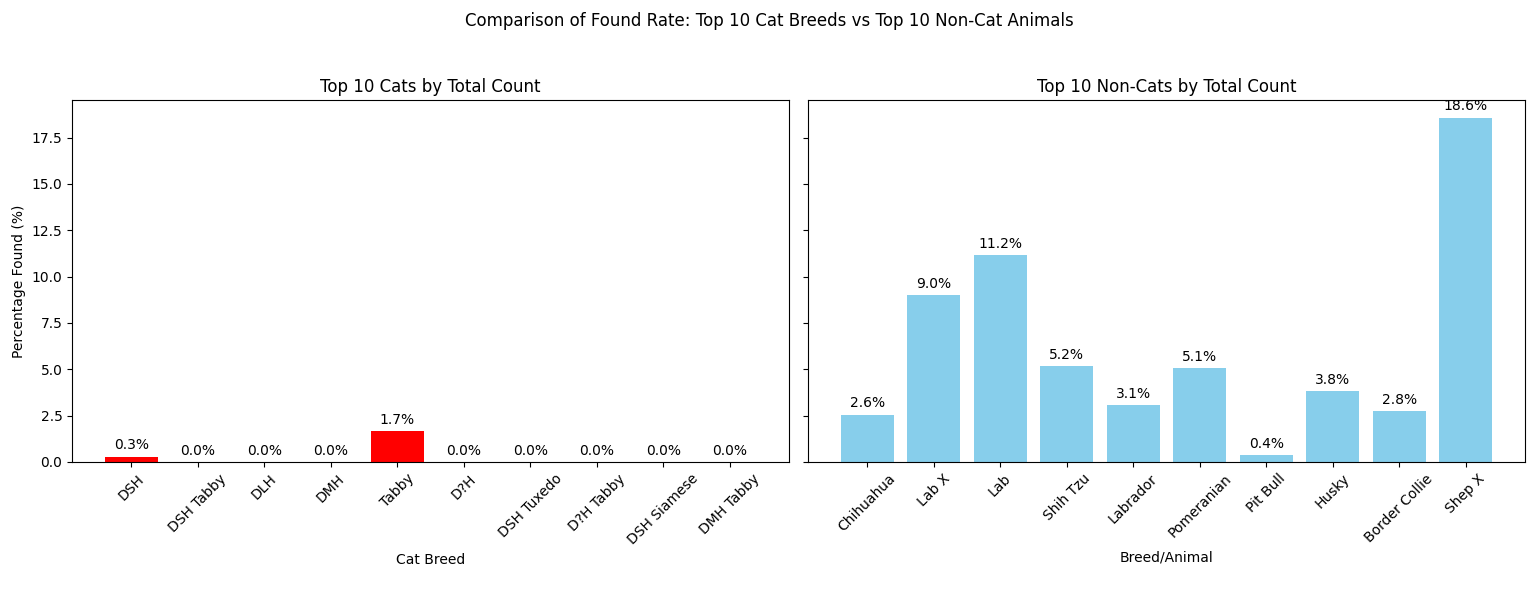 Comparison of Found Rate: Top 10 Cat Breeds vs Top 10 Non-Cat Animals
Top 10 Cats by Total Count
Percentage Found (%)
17.5
15.0
12.5
10.0
7.5
5.0
2.5
0.0
0.3%
0.0%
0.0%
0.0%
1.7%
0.0%
0.0%
0.0%
0.0%
0.0%
DSH
DSH Tabby
DLH
DMH
Tabby
D?H
DSH Tuxedo
D?H Tabby
DSH Siamese
DMH Tabby
Cat Breed
Top 10 Non-Cats by Total Count
2.6%
9.0%
11.2%
5.2%
3.1%
5.1%
0.4%
3.8%
2.8%
18.6%
Chihuahua
Lab X
Lab
Shih Tzu
Labrador
Pomeranian
Pit Bull
Husky
Border Collie
Shep X
Breed/Animal